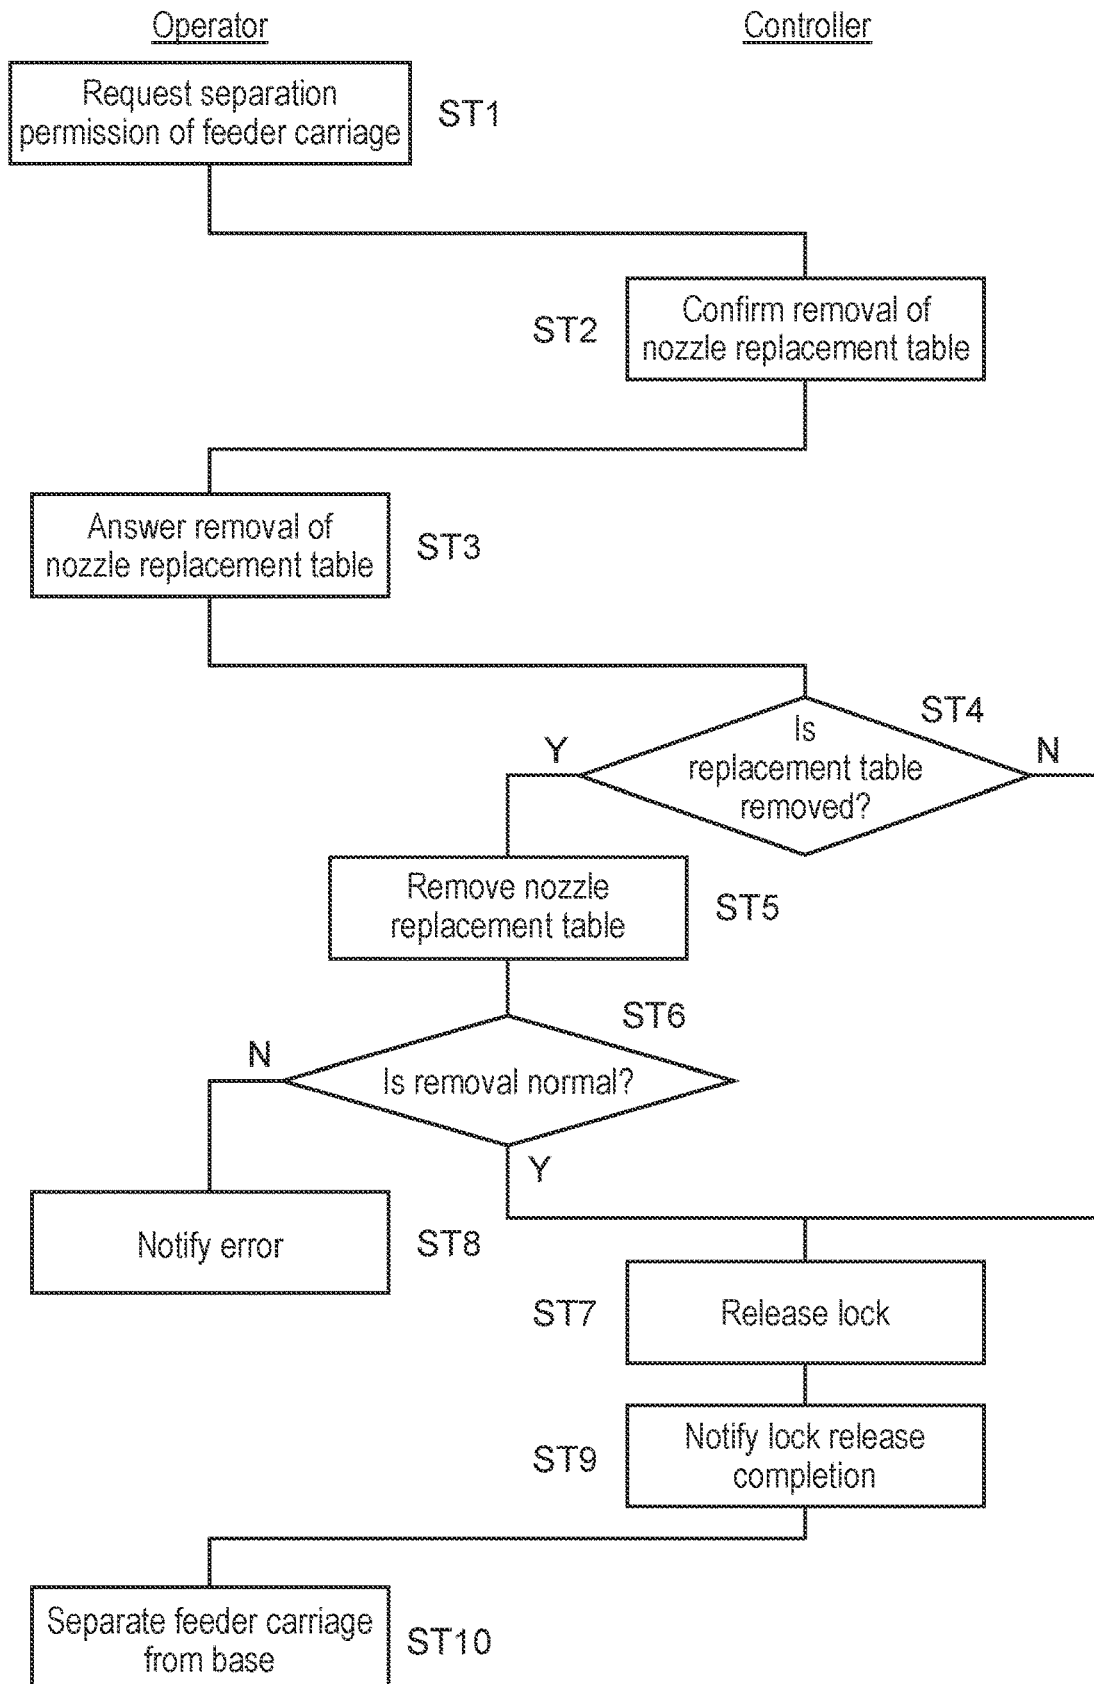 Operator
Controller
Request separation
permission of feeder carriage
ST1
ST2
Confirm removal of
nozzle replacement table
Answer removal of
nozzle replacement table
ST3
ST4
Is
replacement table
removed?
Y
N
Remove nozzle
replacement table
ST5
ST6
N
Is removal normal?
Y
Notify error
ST8
ST7
Release lock
ST9
Notify lock release
completion
Separate feeder carriage
from base
ST10